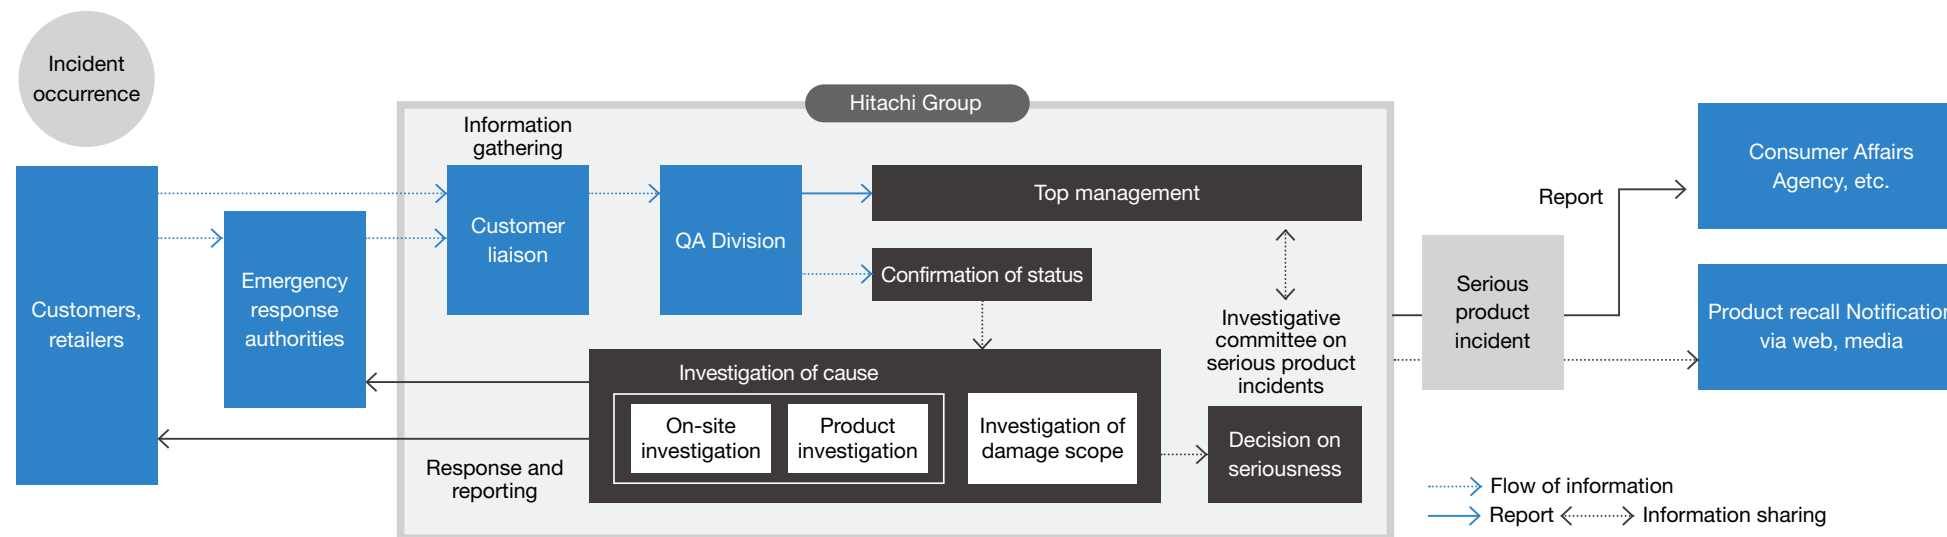 Incident
occurrence
Hitachi Group
Customers,
retailers
Emergency
response
authorities
Information
gathering
Customer
liaison
QA Division
Top management
Confirmation of status
Investigation of cause
On-site
investigation
Product
investigation
Investigation of
damage scope
Response and
reporting
Investigative
committee on
serious product
incidents
Decision on
seriousness
Serious
product
incident
Report
Consumer Affairs
Agency, etc.
Product recall Notification
via web, media
Flow of information
Report
Information sharing